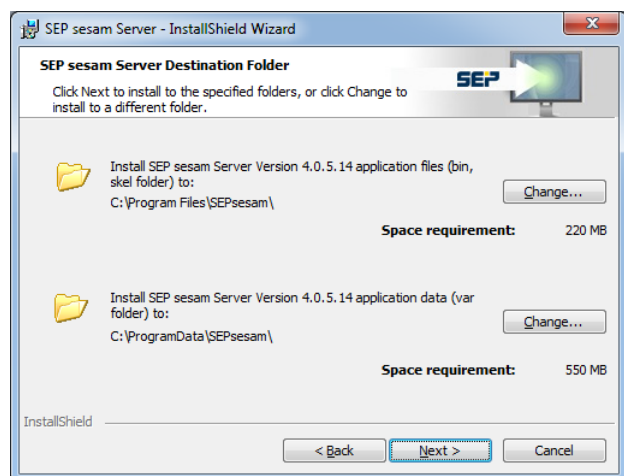 SEP sesam Server - InstallShield Wizard
SEP sesam Server Destination Folder
Click Next to install to the specified folders, or click Change to
install to a different folder.
SEP
Install SEP sesam Server Version 4.0.5.14 application files (bin,
skel folder) to:
C:\Program Files\SEPsesam\
Change...
Space requirement: 220 MB
Install SEP sesam Server Version 4.0.5.14 application data (var
folder) to:
C:\ProgramData\SEPsesam\
Change...
Space requirement: 550 MB
InstallShield
< Back Next > Cancel